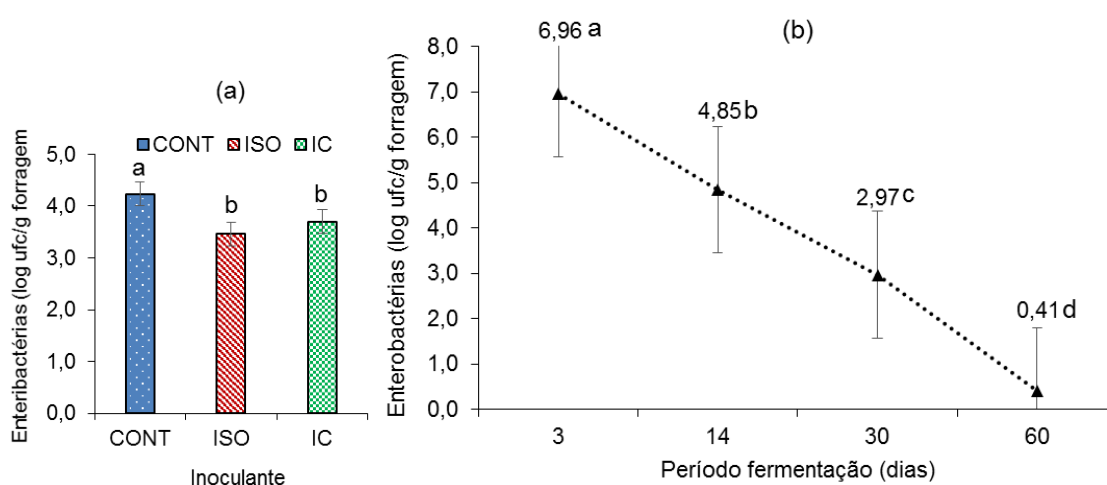 (a)
CONT ISO IC
Enteribactérias (log ufc/g forragem
5,0
4,0
3,0
2,0
1,0
0,0
a
b
b
CONT ISO IC
Inoculante
(b)
Enterobactérias (log ufc/g forragem)
8,0
7,0
6,0
5,0
4,0
3,0
2,0
1,0
0,0
6,96 a
4,85 b
2,97 c
0,41 d
3 14 30 60
Período fermentação (dias)